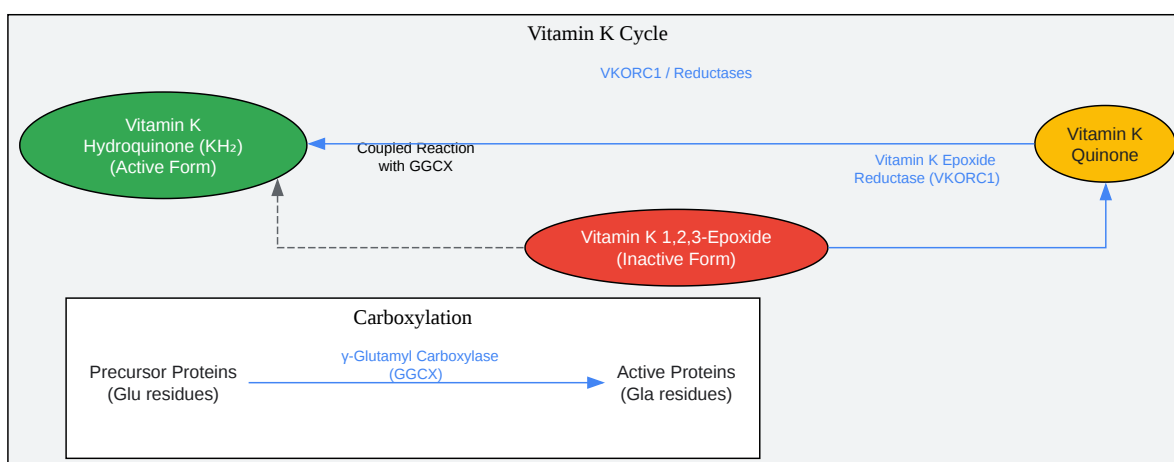 Vitamin K Cycle
VKORC1 / Reductases
Vitamin K
Hydroquinone (KH₂)
(Active Form)
Coupled Reaction
with GGCX
Vitamin K Epoxide
Reductase (VKORC1)
Vitamin K
Quinone
Vitamin K 1,2,3-Epoxide
(Inactive Form)
Carboxylation
Precursor Proteins
(Glu residues)
γ-Glutamyl Carboxylase
(GGCX)
Active Proteins
(Gla residues)